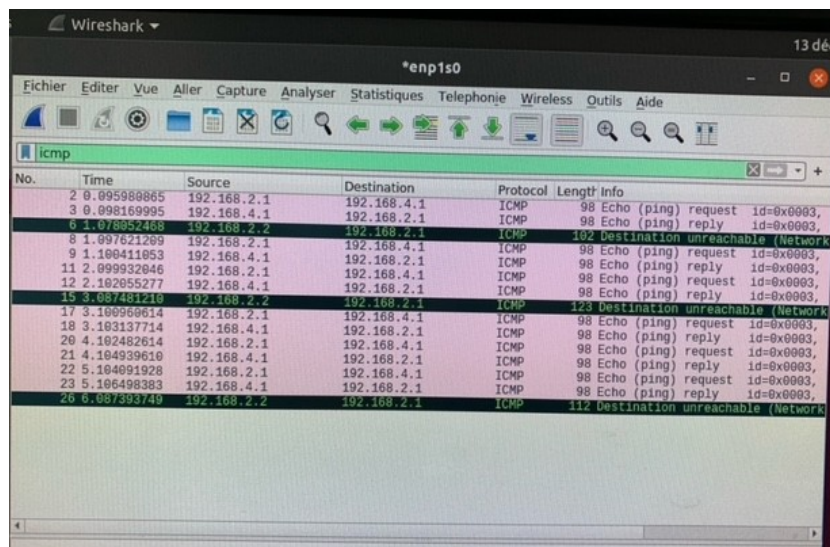 Wireshark
13 dé
*enp1s0
Fichier Editer Vue Aller Capture Analyser Statistiques Telephonie Wireless Outils Aide
icmp
No. Time Source Destination Protocol Length Info
2 0.095980865 192.168.2.1 192.168.4.1 ICMP 98 Echo (ping) request id=0x0003,
3 0.098169995 192.168.4.1 192.168.2.1 ICMP 98 Echo (ping) reply id=0x0003,
6 1.078052468 192.168.2.2 192.168.2.1 ICMP 102 Destination unreachable (Network
8 1.097621209 192.168.2.1 192.168.4.1 ICMP 98 Echo (ping) request id=0x0003,
9 1.100411053 192.168.4.1 192.168.2.1 ICMP 98 Echo (ping) reply id=0x0003,
11 2.099932046 192.168.2.1 192.168.4.1 ICMP 98 Echo (ping) request id=0x0003,
12 2.102055277 192.168.4.1 192.168.2.1 ICMP 98 Echo (ping) reply id=0x0003,
15 3.087481210 192.168.2.2 192.168.2.1 ICMP 123 Destination unreachable (Network
17 3.100960614 192.168.2.1 192.168.4.1 ICMP 98 Echo (ping) request id=0x0003,
18 3.103137714 192.168.4.1 192.168.2.1 ICMP 98 Echo (ping) reply id=0x0003,
20 4.102482614 192.168.2.1 192.168.4.1 ICMP 98 Echo (ping) request id=0x0003,
21 4.104939610 192.168.4.1 192.168.2.1 ICMP 98 Echo (ping) reply id=0x0003,
22 5.104091928 192.168.2.1 192.168.4.1 ICMP 98 Echo (ping) request id=0x0003,
23 5.106498383 192.168.4.1 192.168.2.1 ICMP 98 Echo (ping) reply id=0x0003,
26 6.087393749 192.168.2.2 192.168.2.1 ICMP 112 Destination unreachable (Network